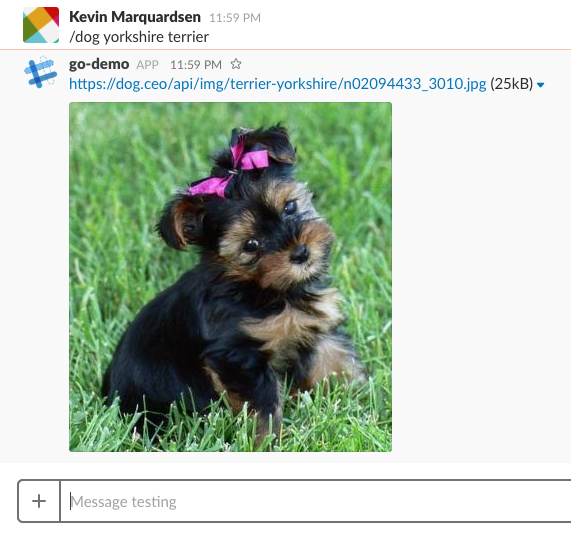 Kevin Marquardsen 11:59 PM
/dog yorkshire terrier
go-demo APP 11:59 PM
https://dog.ceo/api/img/terrier-yorkshire/n02094433_3010.jpg (25kB)
Message testing